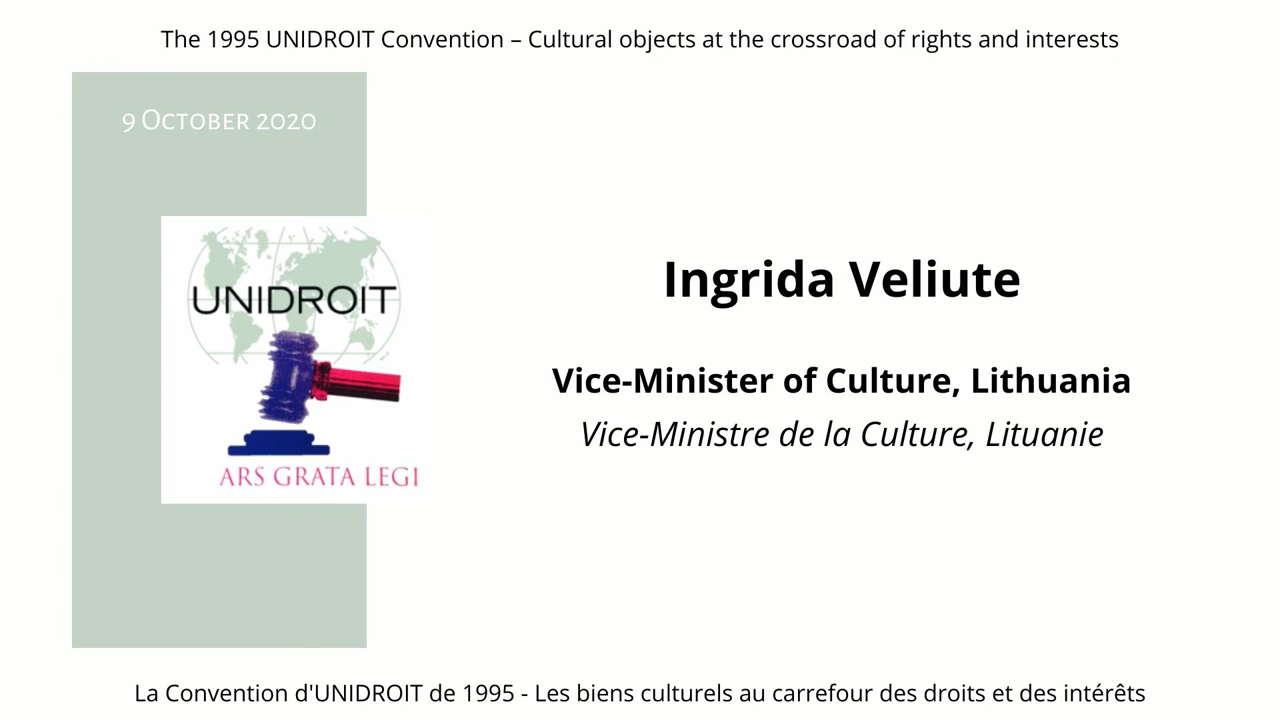 The 1995 UNIDROIT Convention – Cultural objects at the crossroad of rights and interests
9 October 2020
UNIDROIT
ARS GRATA LEGI
Ingrida Veliute
Vice-Minister of Culture, Lithuania
Vice-Ministre de la Culture, Lituanie
La Convention d'UNIDROIT de 1995 - Les biens culturels au carrefour des droits et des intérêts